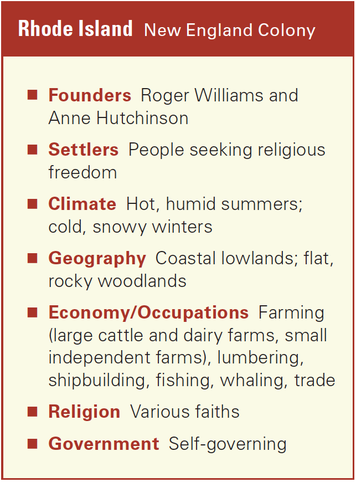 Rhode Island New England Colony
■ Founders Roger Williams and
Anne Hutchinson
■ Settlers People seeking religious
freedom
■ Climate Hot, humid summers;
cold, snowy winters
■ Geography Coastal lowlands; flat,
rocky woodlands
■ Economy/Occupations Farming
(large cattle and dairy farms, small
independent farms), lumbering,
shipbuilding, fishing, whaling, trade
■ Religion Various faiths
■ Government Self-governing